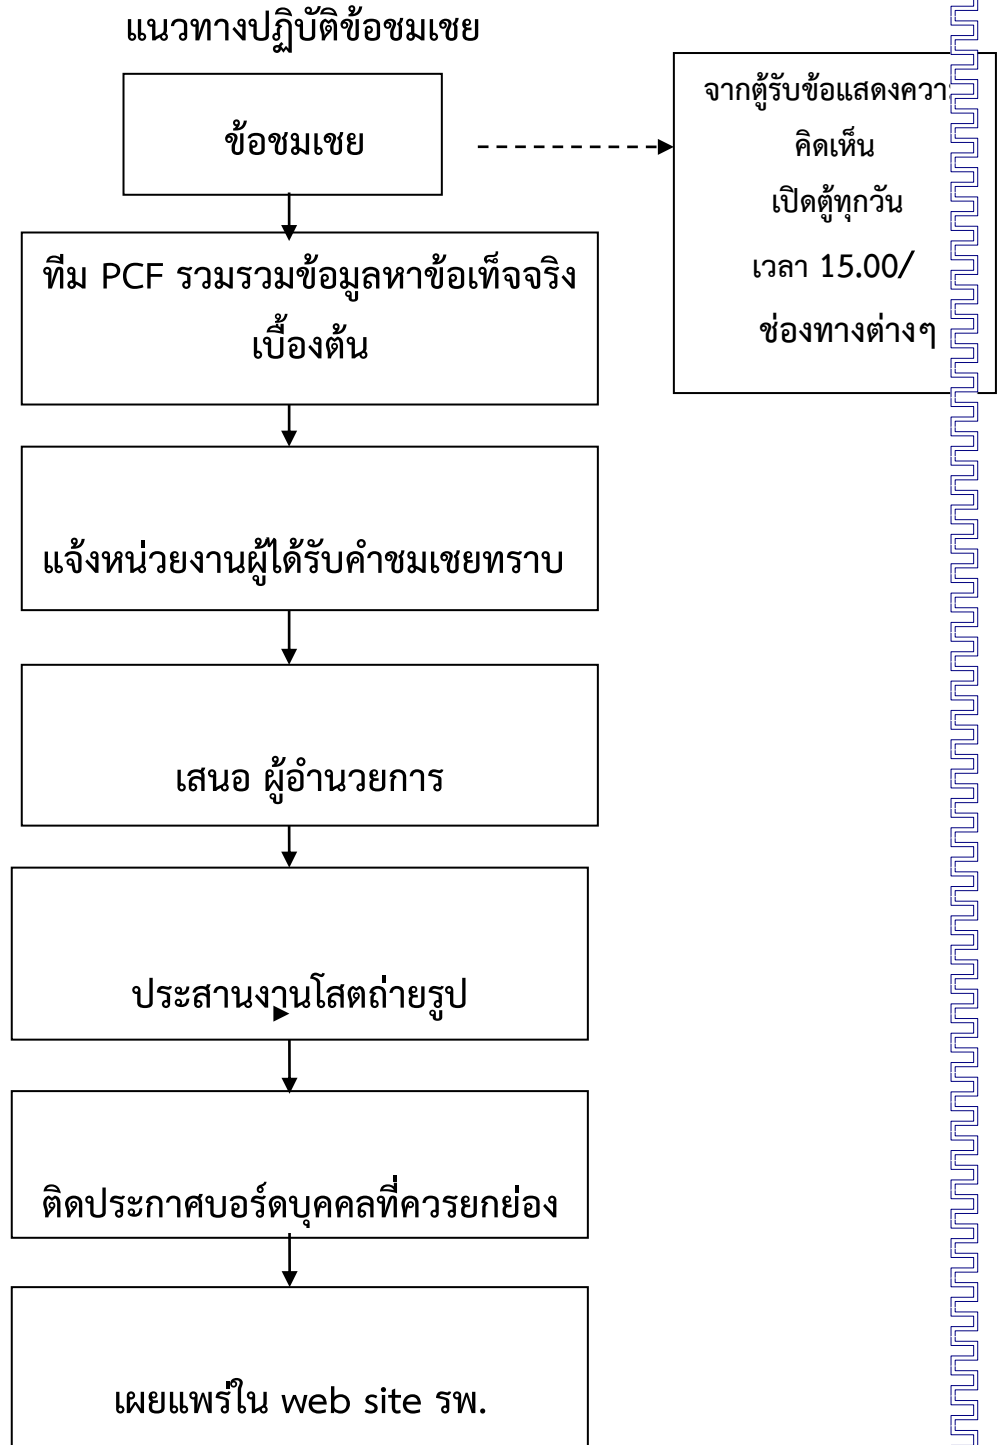 แนวทางปฏิบัติข้อชมเชย
ข้อชมเชย
จากตู้รับข้อแสดงความ
คิดเห็น
เปิดตู้ทุกวัน
เวลา 15.00/
ช่องทางต่างๆ
ทีม PCF รวมรวมข้อมูลหาข้อเท็จจริง
เบื้องต้น
แจ้งหน่วยงานผู้ได้รับคำชมเชยทราบ
เสนอ ผู้อำนวยการ
ประสานงานโสตถ่ายรูป
ติดประกาศบอร์ดบุคคลที่ควรยกย่อง
เผยแพร่ใน web site รพ.